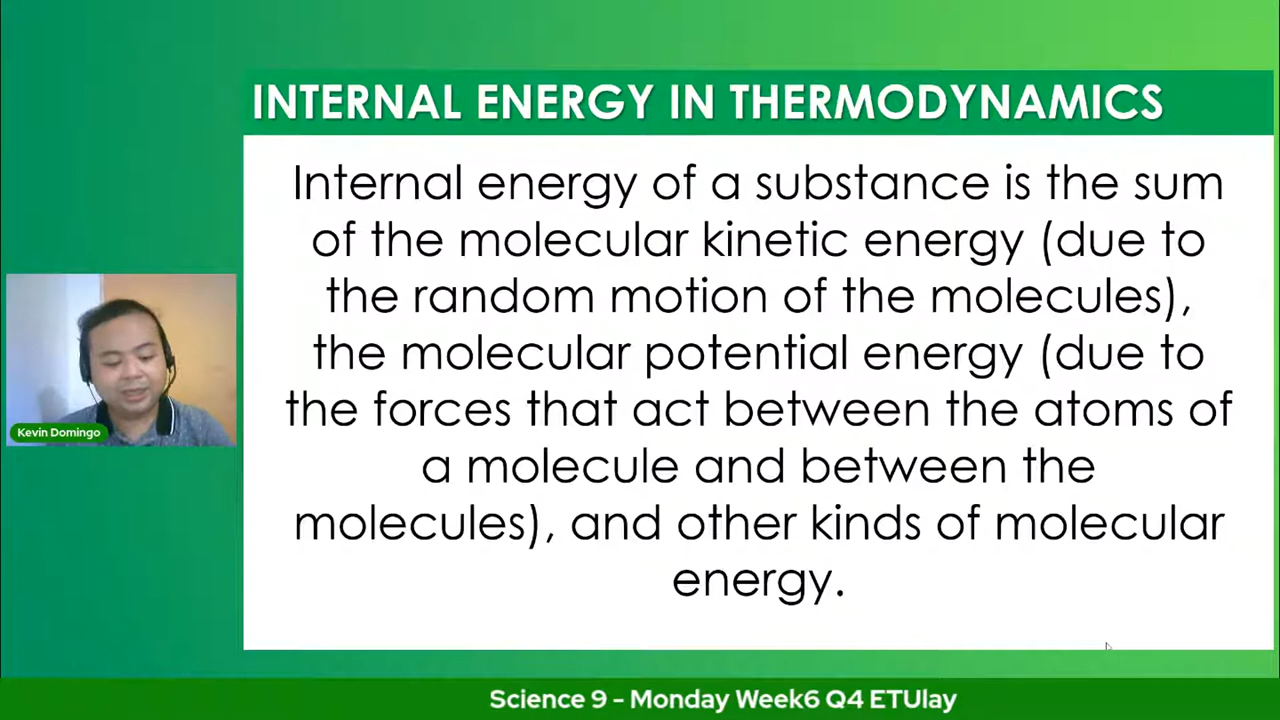 INTERNAL ENERGY IN THERMODYNAMICS
Internal energy of a substance is the sum
of the molecular kinetic energy (due to
the random motion of the molecules),
the molecular potential energy (due to
the forces that act between the atoms of
a molecule and between the
molecules), and other kinds of molecular
energy.
Kevin Domingo
Science 9 - Monday Week6 Q4 ETUlay